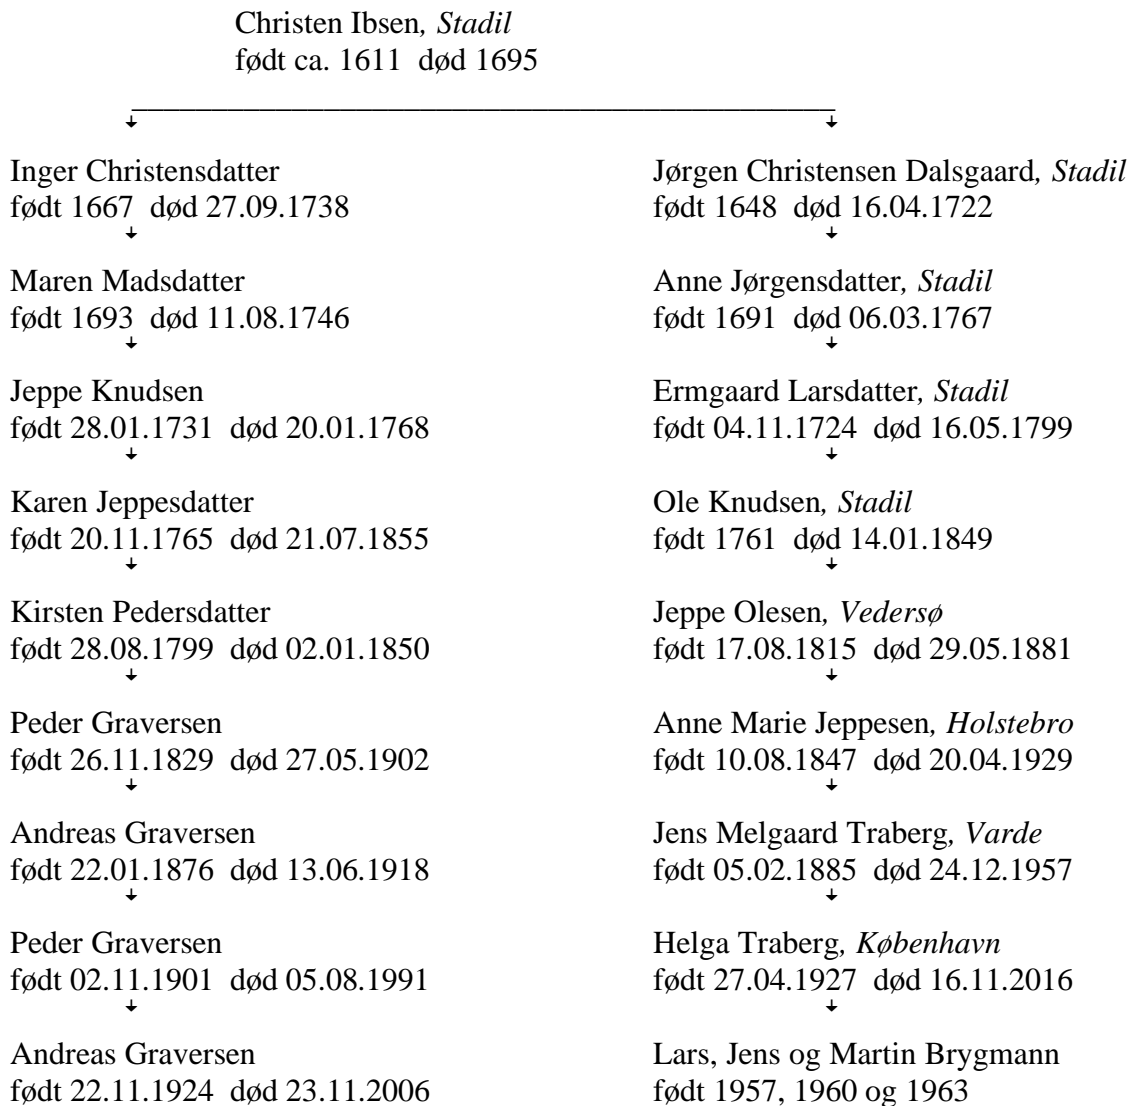 Christen Ibsen, Stadil
født ca. 1611 død 1695
Inger Christensdatter
født 1667 død 27.09.1738
Jørgen Christensen Dalsgaard, Stadil
født 1648 død 16.04.1722
Maren Madsdatter
født 1693 død 11.08.1746
Anne Jørgensdatter, Stadil
født 1691 død 06.03.1767
Jeppe Knudsen
født 28.01.1731 død 20.01.1768
Ermgaard Larsdatter, Stadil
født 04.11.1724 død 16.05.1799
Karen Jeppesdatter
født 20.11.1765 død 21.07.1855
Ole Knudsen, Stadil
født 1761 død 14.01.1849
Kirsten Pedersdatter
født 28.08.1799 død 02.01.1850
Jeppe Olesen, Vedersø
født 17.08.1815 død 29.05.1881
Peder Graversen
født 26.11.1829 død 27.05.1902
Anne Marie Jeppesen, Holstebro
født 10.08.1847 død 20.04.1929
Andreas Graversen
født 22.01.1876 død 13.06.1918
Jens Melgaard Traberg, Varde
født 05.02.1885 død 24.12.1957
Peder Graversen
født 02.11.1901 død 05.08.1991
Helga Traberg, København
født 27.04.1927 død 16.11.2016
Andreas Graversen
født 22.11.1924 død 23.11.2006
Lars, Jens og Martin Brygmann
født 1957, 1960 og 1963